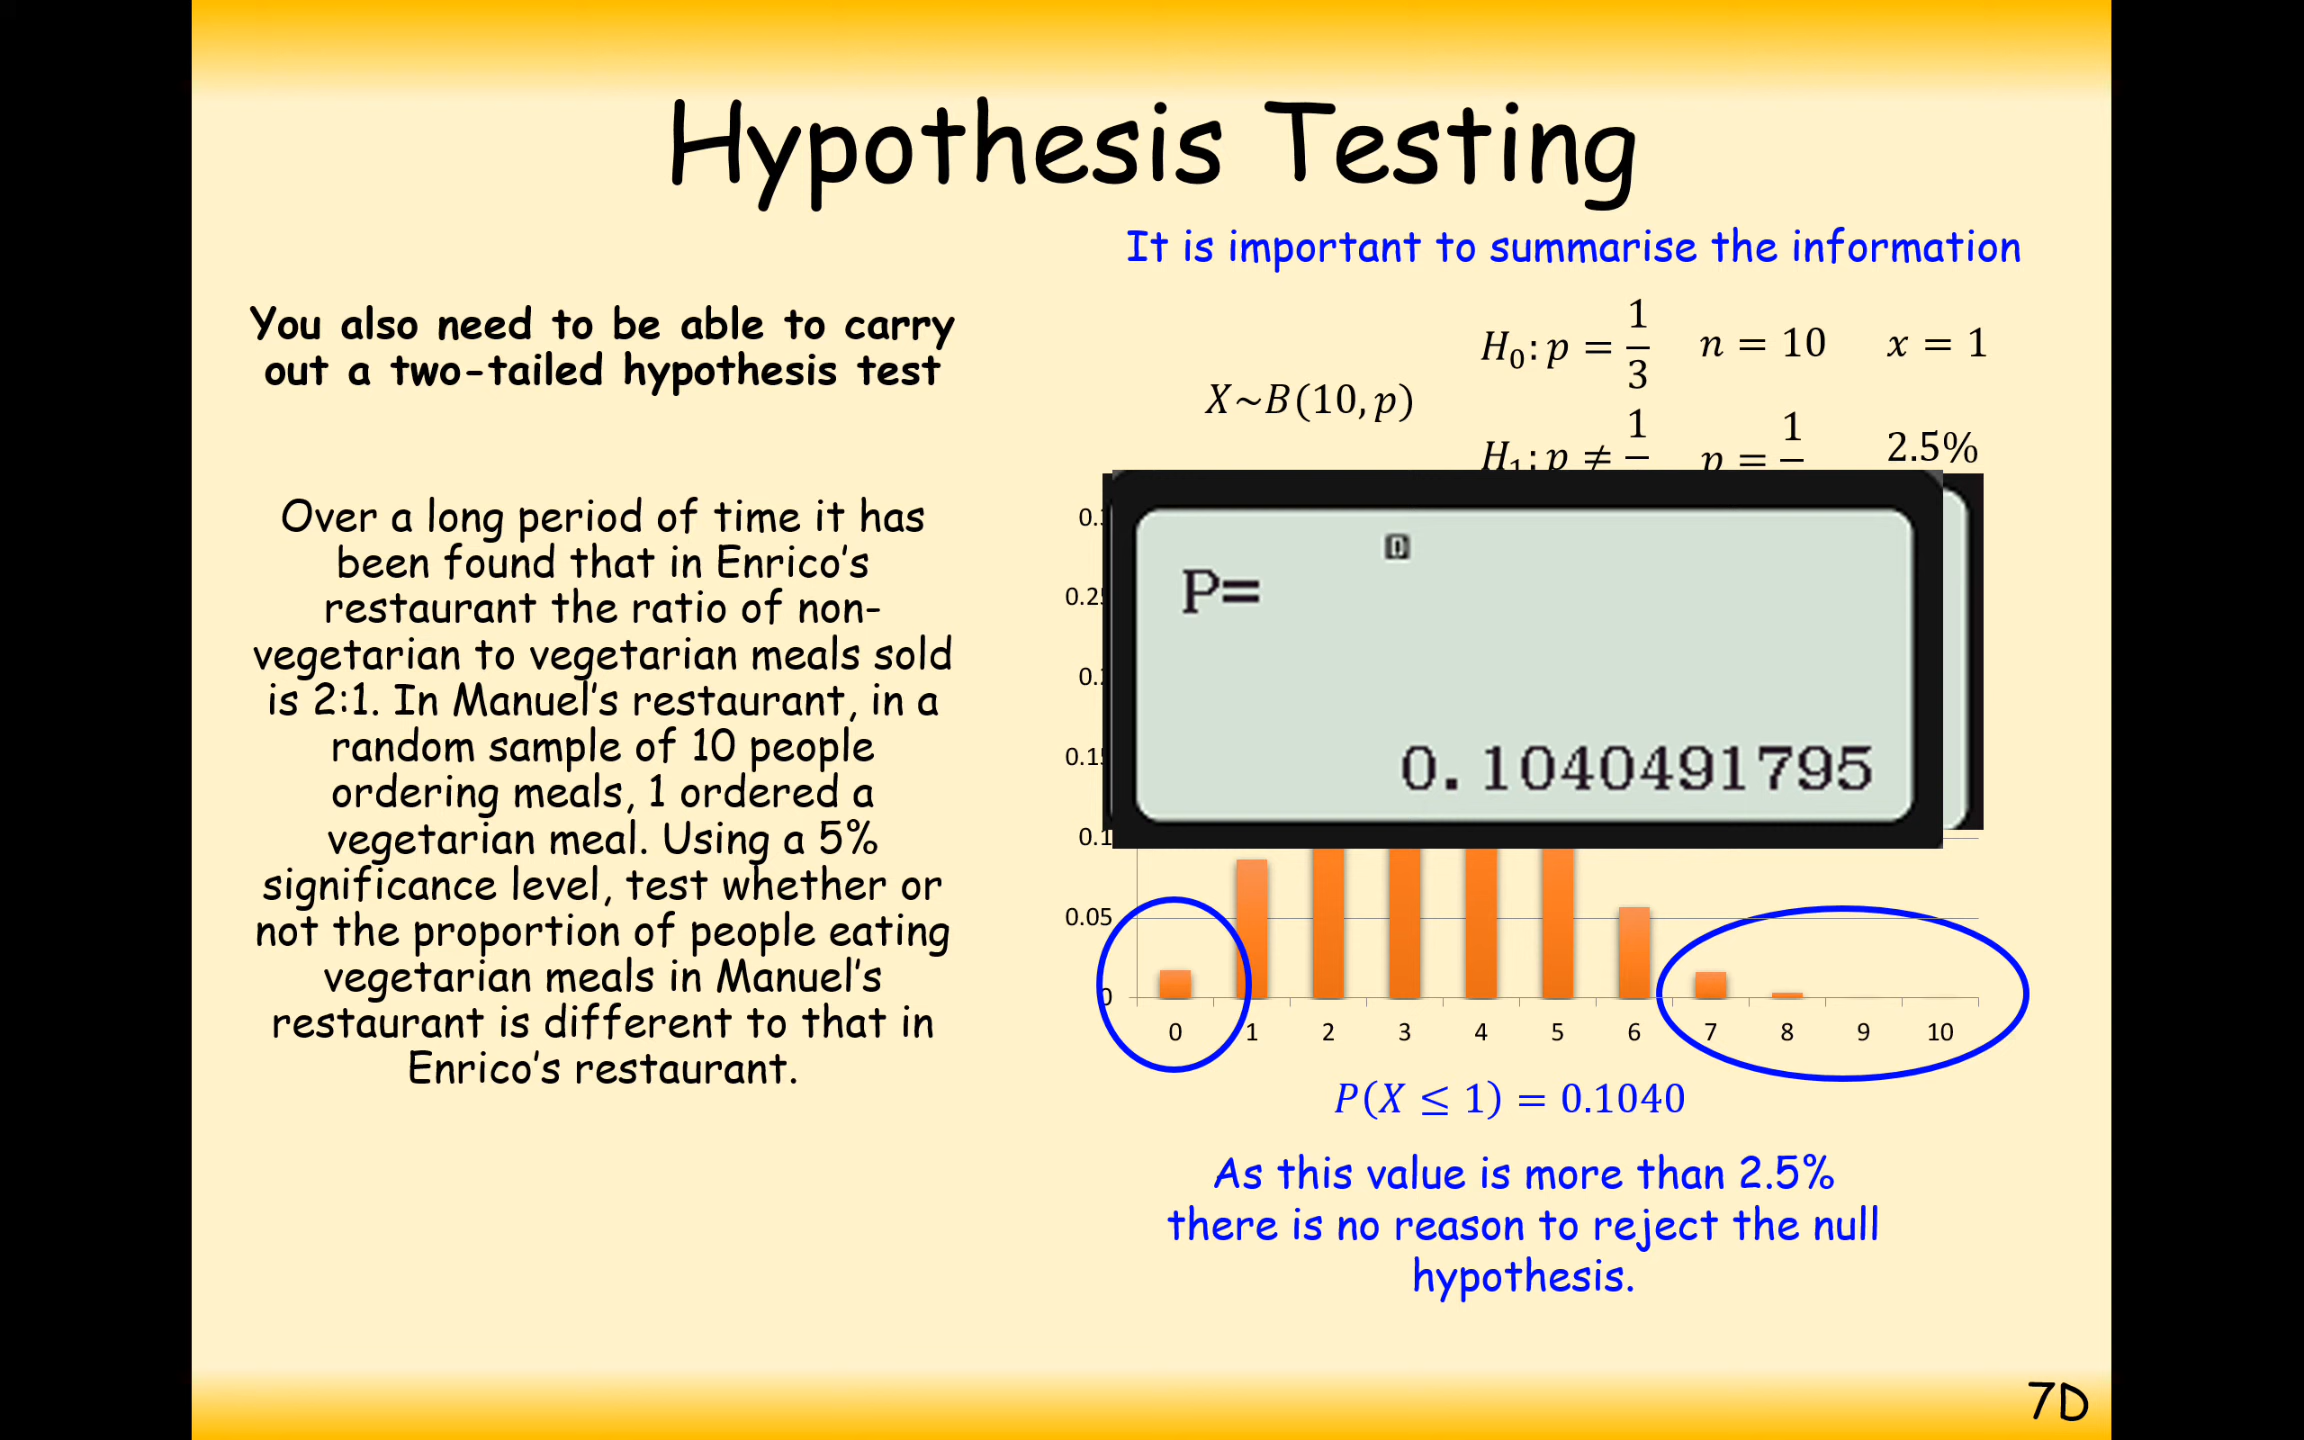 Hypothesis Testing
You also need to be able to carry
out a two-tailed hypothesis test
Over a long period of time it has
been found that in Enrico's
restaurant the ratio of non-
vegetarian to vegetarian meals sold
is 2:1. In Manuel's restaurant, in a
random sample of 10 people
ordering meals, 1 ordered a
vegetarian meal. Using a 5%
significance level, test whether or
not the proportion of people eating
vegetarian meals in Manuel's
restaurant is different to that in
Enrico's restaurant.
It is important to summarise the information
X~B(10, p)
H₀: p = 1/3 n = 10 x = 1
H₁: p ≠ 1 p = 1 2.5%
P=
0.1040491795
0.1
0.05
0
0 1 2 3 4 5 6 7 8 9 10
P(X ≤ 1) = 0.1040
As this value is more than 2.5%
there is no reason to reject the null
hypothesis.
7D